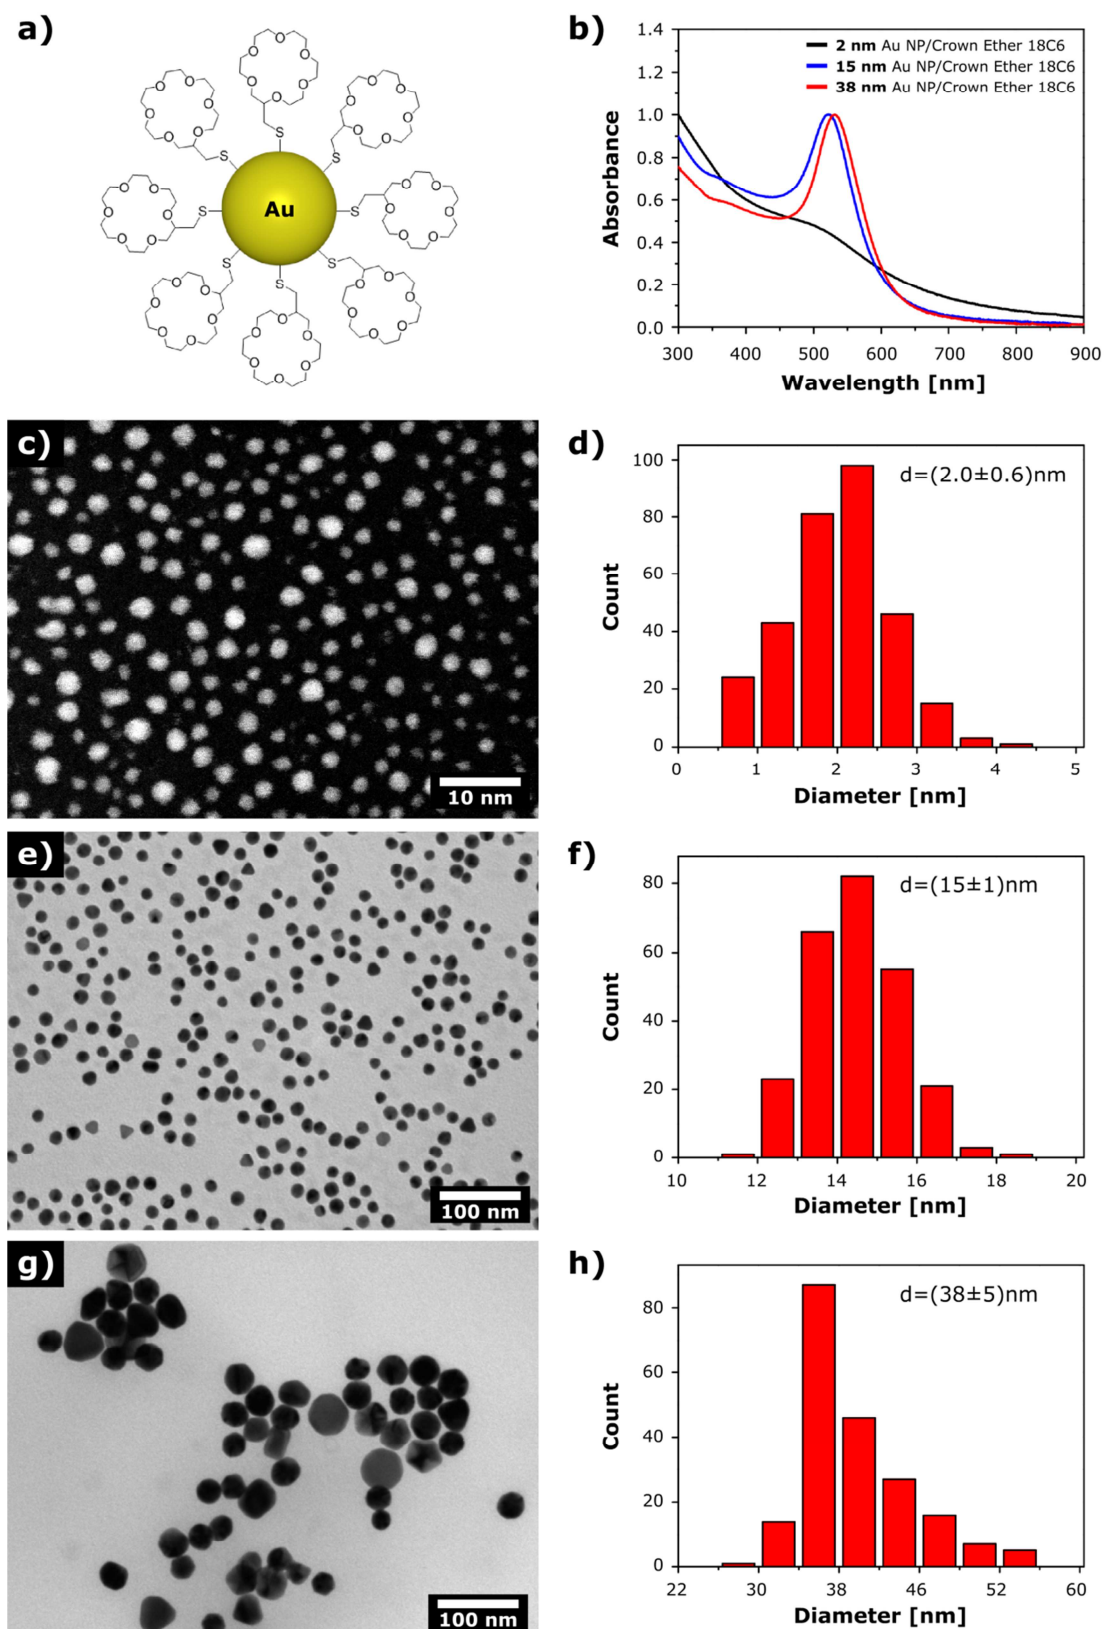 a)
Au
O O O O O O
S
O O O O O O
S
O O O O O O
S
O O O O O O
S
O O O O O O
S
O O O O O O
S
O O O O O O
S
O O O O O O
S
b)
1.4
1.2
1.0
0.8
0.6
0.4
0.2
0.0
Absorbance
2 nm Au NP/Crown Ether 18C6
15 nm Au NP/Crown Ether 18C6
38 nm Au NP/Crown Ether 18C6
300 400 500 600 700 800 900
Wavelength [nm]
c)
10 nm
d)
100
80
60
40
20
0
Count
d=(2.0±0.6)nm
0 1 2 3 4 5
Diameter [nm]
e)
100 nm
f)
80
60
40
20
0
Count
d=(15±1)nm
10 12 14 16 18 20
Diameter [nm]
g)
100 nm
h)
80
60
40
20
0
Count
d=(38±5)nm
22 30 38 46 52 60
Diameter [nm]